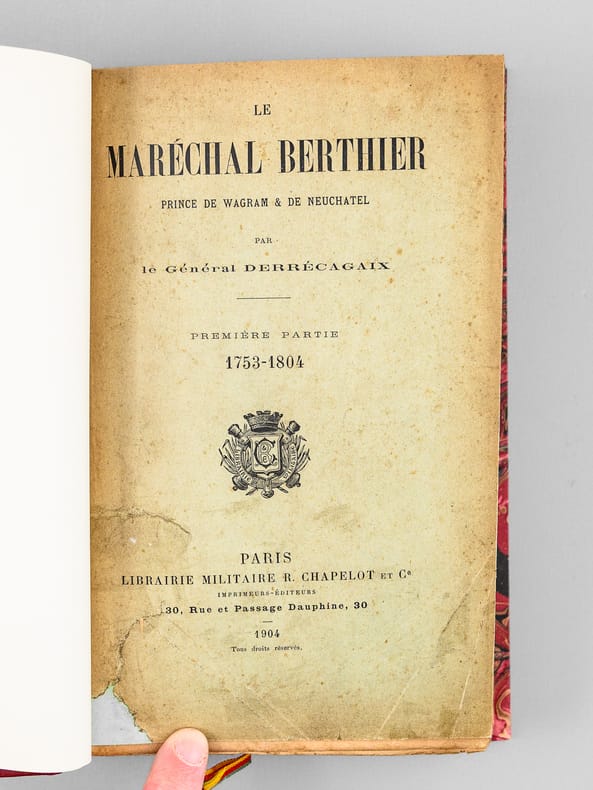 LE
MARÉCHAL BERTHIER
PRINCE DE WAGRAM & DE NEUCHATEL
PAR
le Général DERRÉCAGAIX
PREMIÈRE PARTIE
1753-1804
PARIS
LIBRAIRIE MILITAIRE R. CHAPELOT ET Cᵉ
IMPRIMEURS-ÉDITEURS
30, Rue et Passage Dauphine, 30
1904
Tous droits réservés.